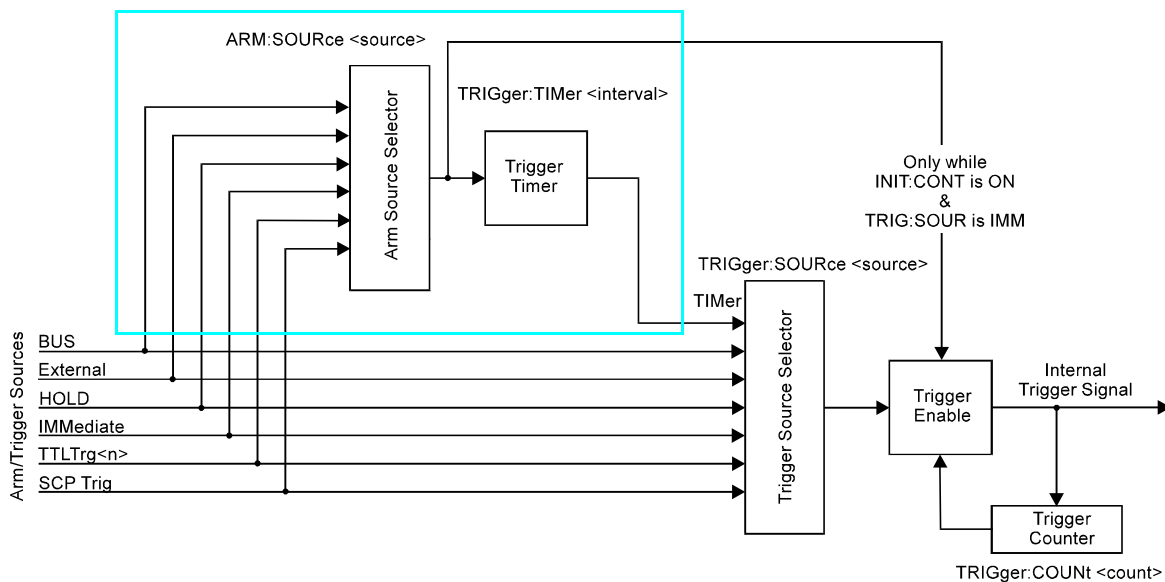 ARM:SOURce <source>
Arm Source Selector
TRIGger:TIMer <interval>
Trigger
Timer
Only while
INIT:CONT is ON
&
TRIG:SOUR is IMM
TRIGger:SOURce <source>
TIMer
Arm/Trigger Sources
BUS
External
HOLD
IMMediate
TTLTrg<n>
SCP Trig
Trigger Source Selector
Trigger
Enable
Internal
Trigger Signal
Trigger
Counter
TRIGger:COUNt <count>